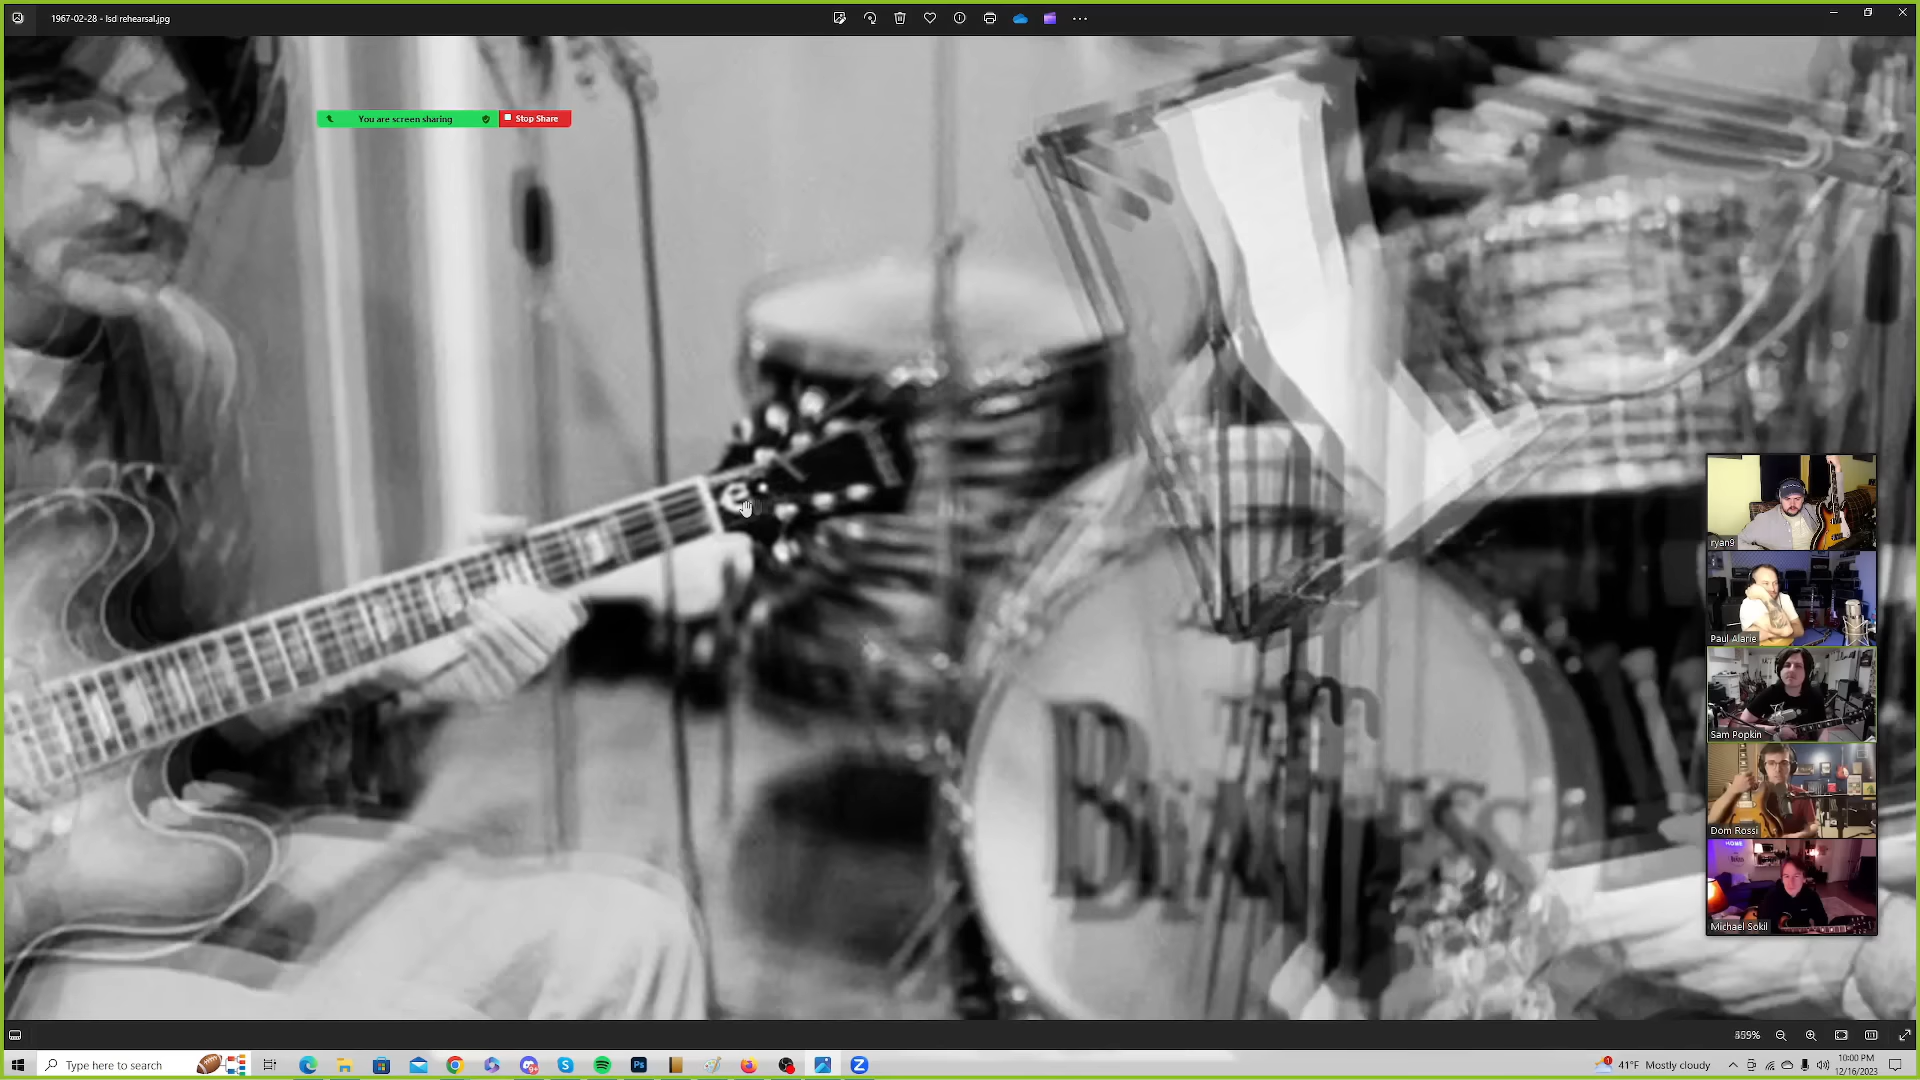 1967-02-28 - lsd rehearsal.jpg
You are screen sharing
Stop Share
ryan9
Paul Alarie
Sam Popkin
Dom Rossi
HOME
Michael Sokil
Type here to search
41°F Mostly cloudy
10:00 PM
12/16/2023